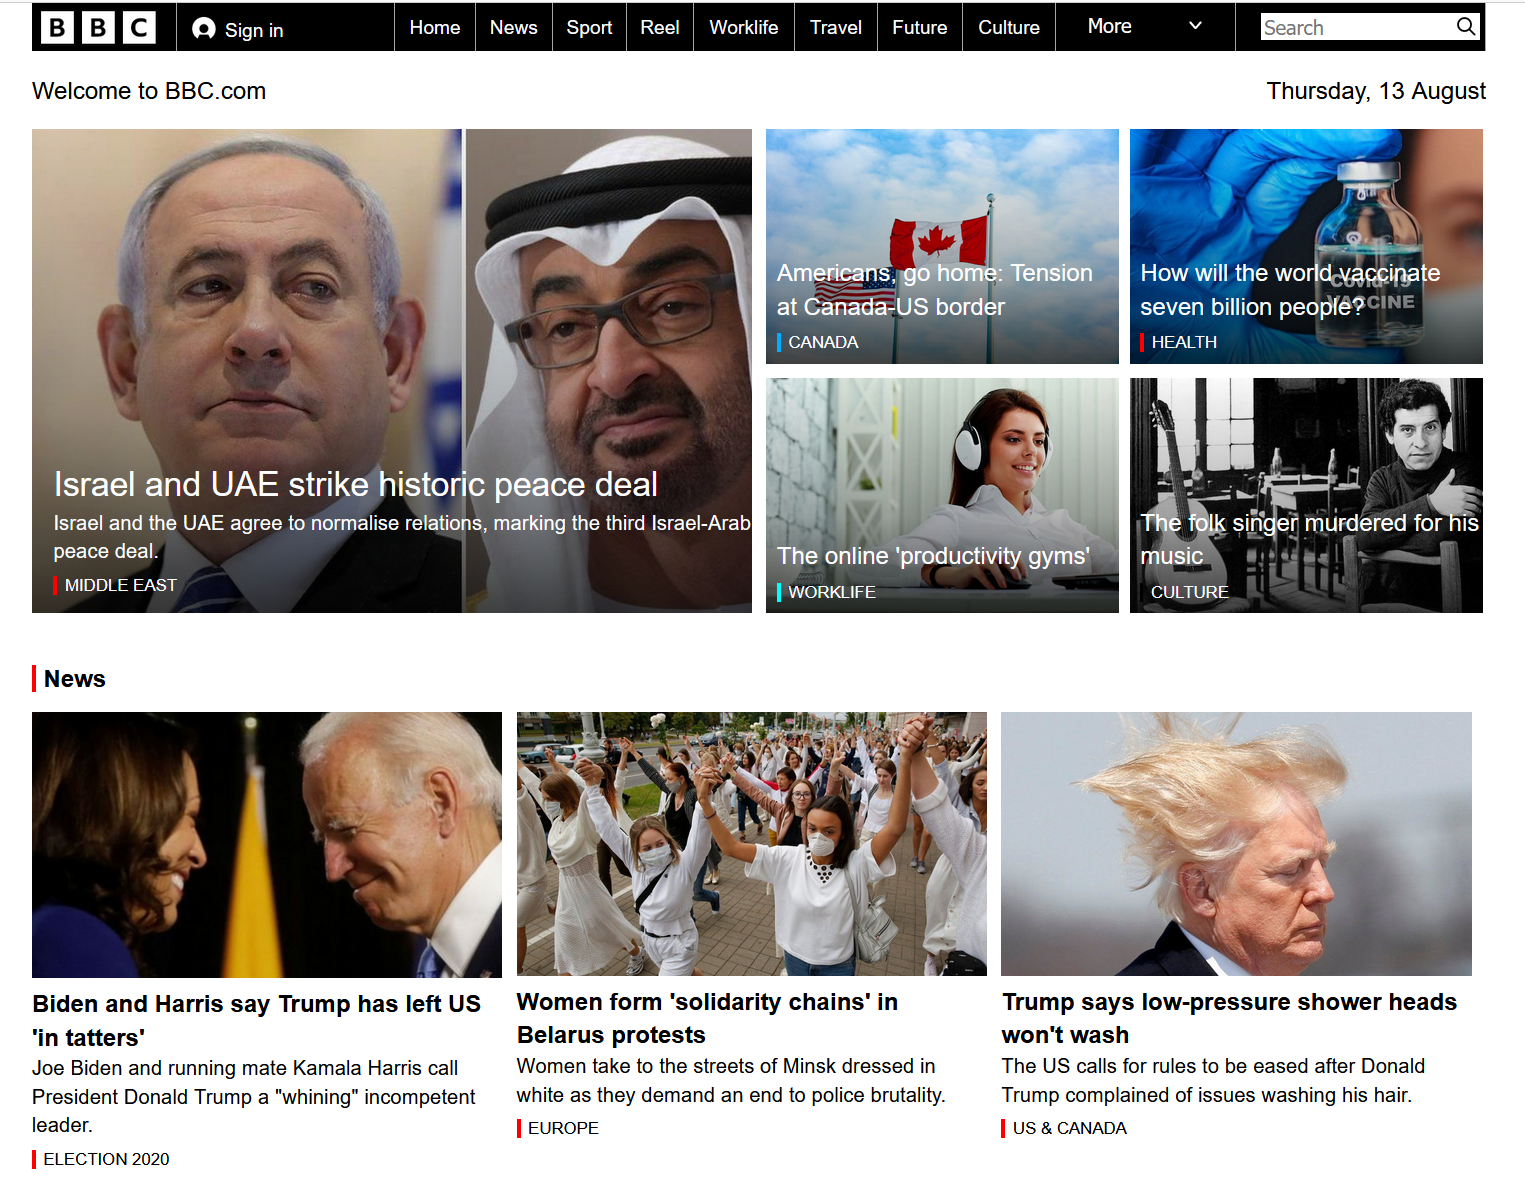 BBC
Sign in
Home
News
Sport
Reel
Worklife
Travel
Future
Culture
More
Search
Welcome to BBC.com
Thursday, 13 August
Israel and UAE strike historic peace deal
Israel and the UAE agree to normalise relations, marking the third Israel-Arab
peace deal.
MIDDLE EAST
Americans, go home: Tension
at Canada-US border
CANADA
Covid-19
VACCINE
How will the world vaccinate
seven billion people?
HEALTH
The online 'productivity gyms'
WORKLIFE
The folk singer murdered for his
music
CULTURE
News
Biden and Harris say Trump has left US
'in tatters'
Joe Biden and running mate Kamala Harris call
President Donald Trump a "whining" incompetent
leader.
ELECTION 2020
Women form 'solidarity chains' in
Belarus protests
Women take to the streets of Minsk dressed in
white as they demand an end to police brutality.
EUROPE
Trump says low-pressure shower heads
won't wash
The US calls for rules to be eased after Donald
Trump complained of issues washing his hair.
US & CANADA